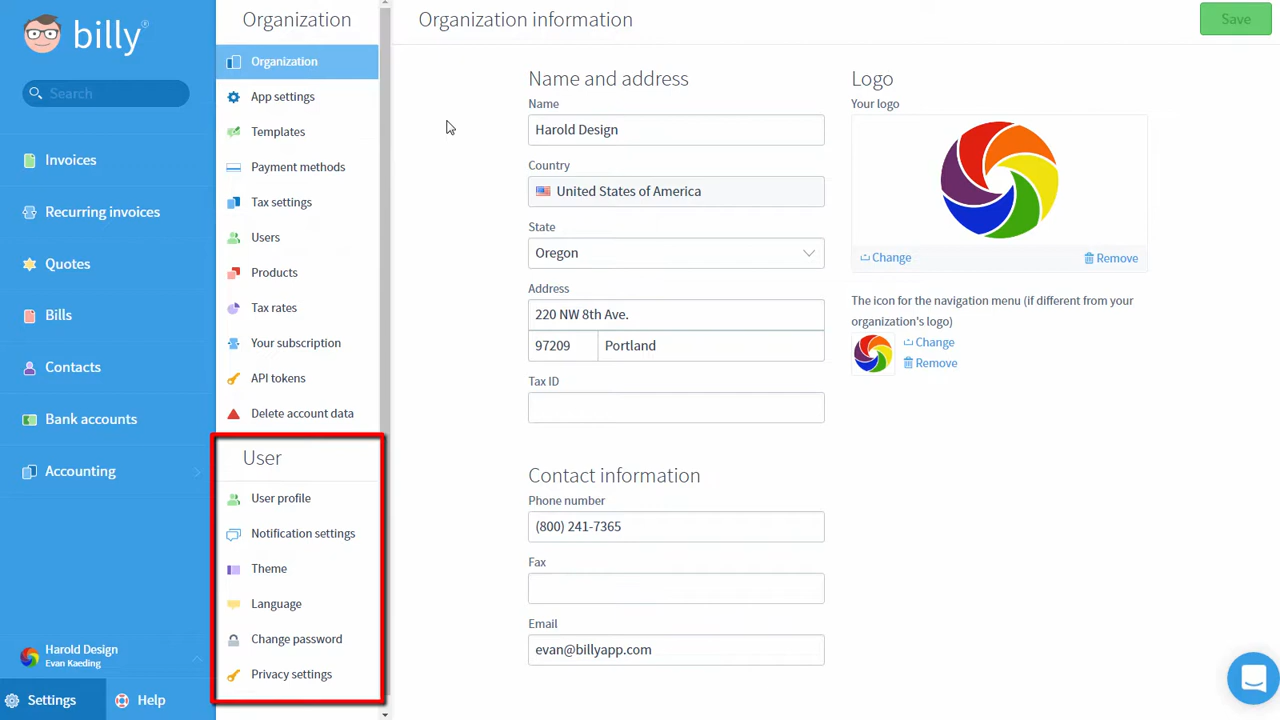 billy
Search
Invoices
Recurring invoices
Quotes
Bills
Contacts
Bank accounts
Accounting
Harold Design
Evan Kaeding
Settings
Help
Organization
Organization
App settings
Templates
Payment methods
Tax settings
Users
Products
Tax rates
Your subscription
API tokens
Delete account data
User
User profile
Notification settings
Theme
Language
Change password
Privacy settings
Organization information
Save
Name and address
Name
Harold Design
Country
United States of America
State
Oregon
Address
220 NW 8th Ave.
97209 Portland
Tax ID
Contact information
Phone number
(800) 241-7365
Fax
Email
evan@billyapp.com
Logo
Your logo
Change Remove
The icon for the navigation menu (if different from your
organization's logo)
Change
Remove